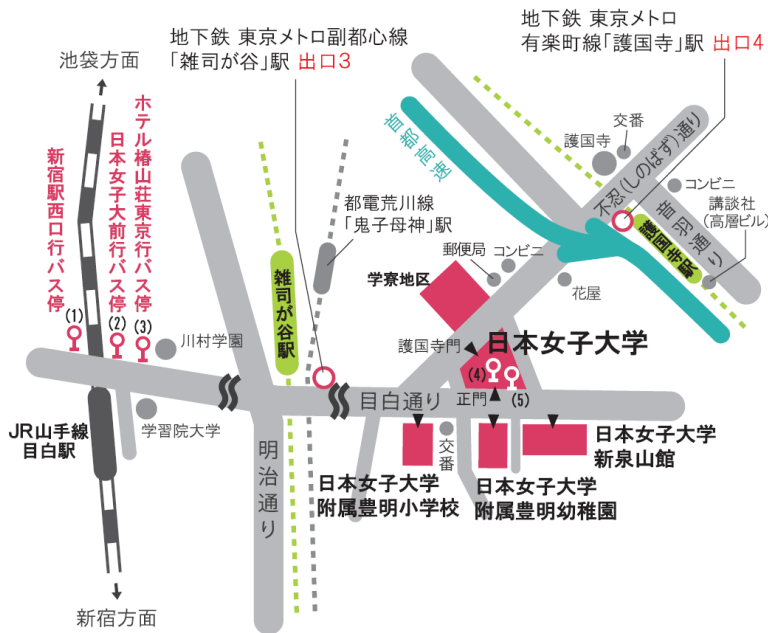 地下鉄 東京メトロ副都心線
「雑司が谷」駅 出口3
地下鉄 東京メトロ
有楽町線「護国寺」駅 出口4
池袋方面
新宿駅西口行バス停
(1)
日本女子大前行バス停
(2)
ホテル椿山荘東京行バス停
(3)
川村学園
学習院大学
JR山手線
目白駅
新宿方面
雑司が谷駅
都電荒川線
「鬼子母神」駅
明治通り
目白通り
首都高速
護国寺
交番
不忍(しのばず)通り
コンビニ
音羽通り
講談社
(高層ビル)
護国寺駅
郵便局
コンビニ
学寮地区
花屋
護国寺門
日本女子大学
(4)
(5)
正門
交番
日本女子大学
附属豊明小学校
日本女子大学
附属豊明幼稚園
日本女子大学
新泉山館